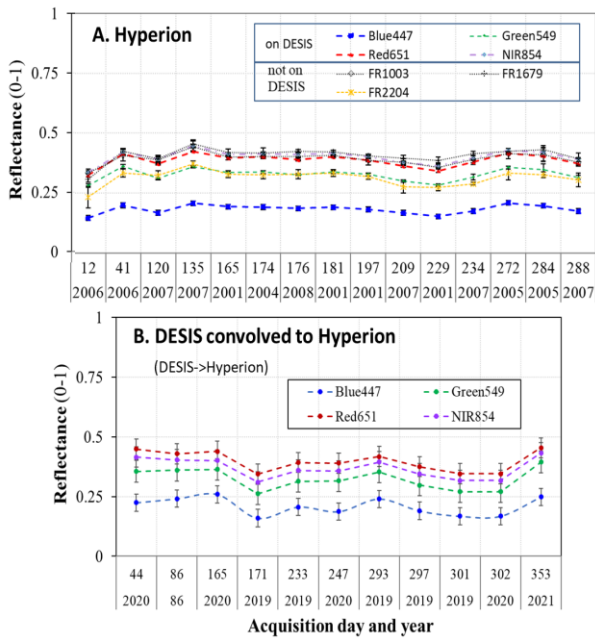 A. Hyperion
on DESIS
Blue447
Green549
Red651
NIR854
not on
DESIS
FR1003
FR1679
FR2204
Reflectance (0-1)
1
0.75
0.5
0.25
0
12 41 120 135 165 174 176 181 197 209 229 234 272 284 288
2006 2006 2007 2007 2001 2004 2008 2001 2001 2007 2001 2007 2005 2005 2007
B. DESIS convolved to Hyperion
(DESIS->Hyperion)
Blue447
Green549
Red651
NIR854
Reflectance (0-1)
1
0.75
0.5
0.25
0
44 86 165 171 233 247 293 297 301 302 353
2020 86 2020 2019 2019 2020 2019 2019 2019 2020 2021
Acquisition day and year